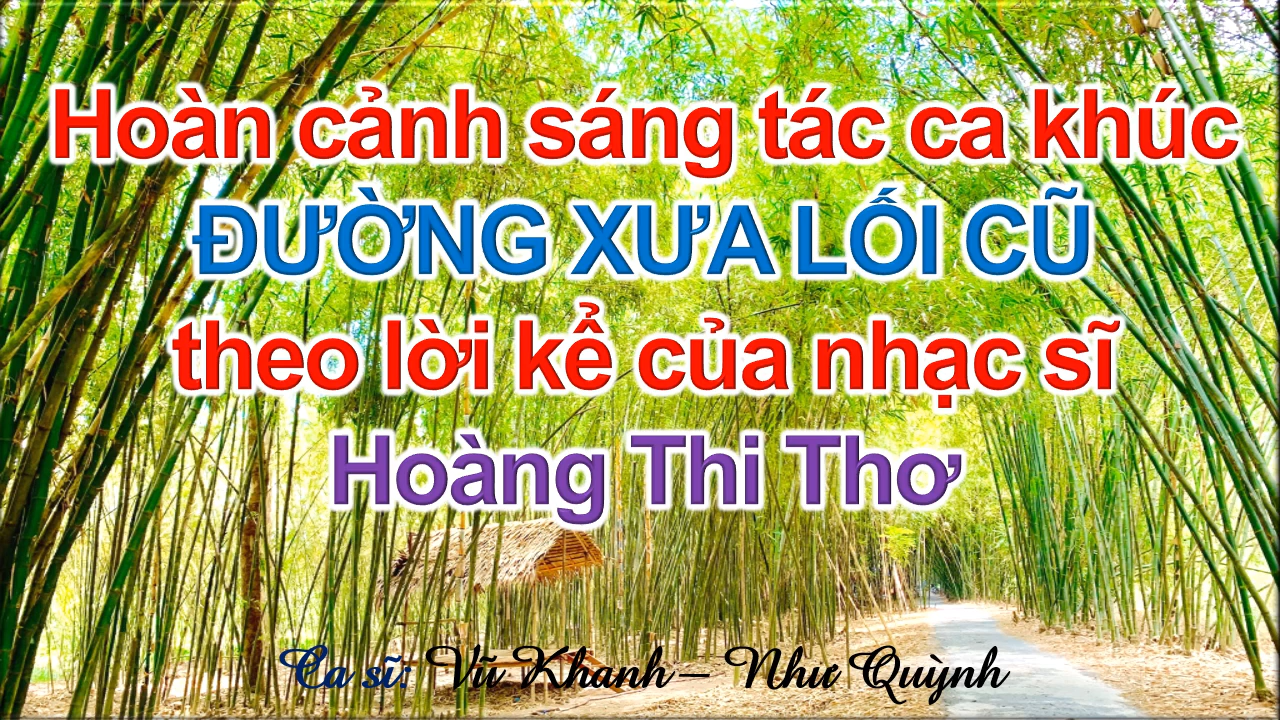 Hoàn cảnh sáng tác ca khúc
ĐƯỜNG XƯA LỐI CŨ
theo lời kể của nhạc sĩ
Hoàng Thi Thơ
Ca sĩ: Vũ Khanh – Như Quỳnh